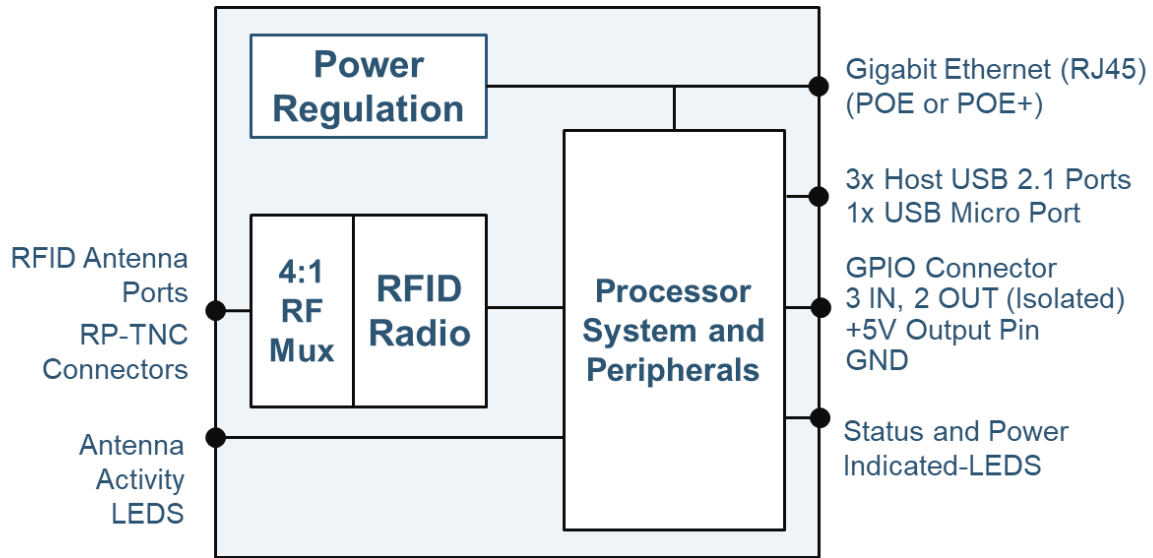 Power
Regulation
Gigabit Ethernet (RJ45)
(POE or POE+)
3x Host USB 2.1 Ports
1x USB Micro Port
RFID Antenna
Ports
RP-TNC
Connectors
4:1
RF
Mux
RFID
Radio
Processor
System and
Peripherals
GPIO Connector
3 IN, 2 OUT (Isolated)
+5V Output Pin
GND
Antenna
Activity
LEDS
Status and Power
Indicated-LEDS